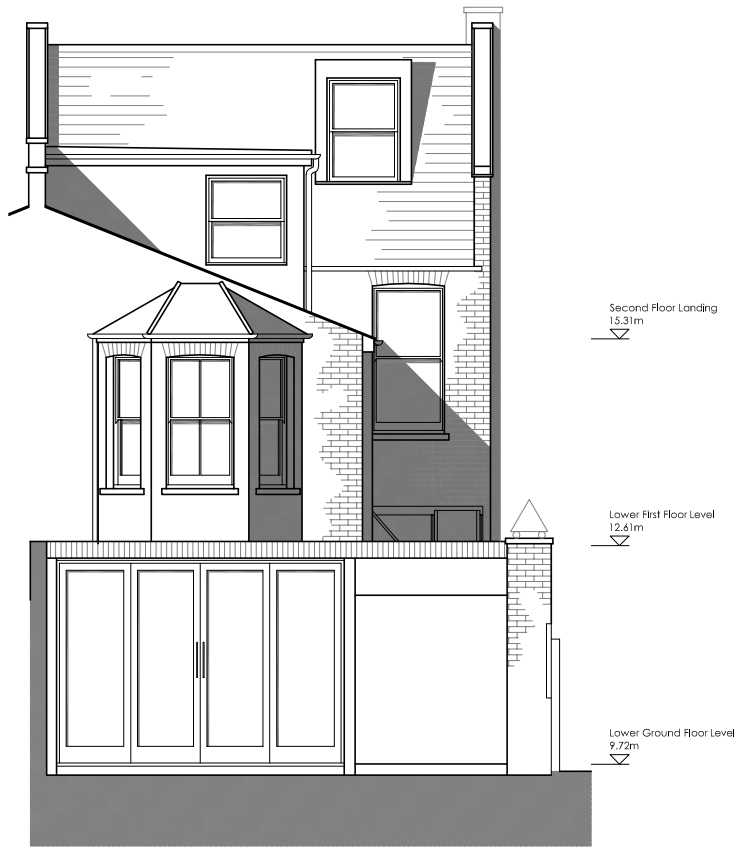 Second Floor Landing
15.31m
Lower First Floor Level
12.61m
Lower Ground Floor Level
9.72m